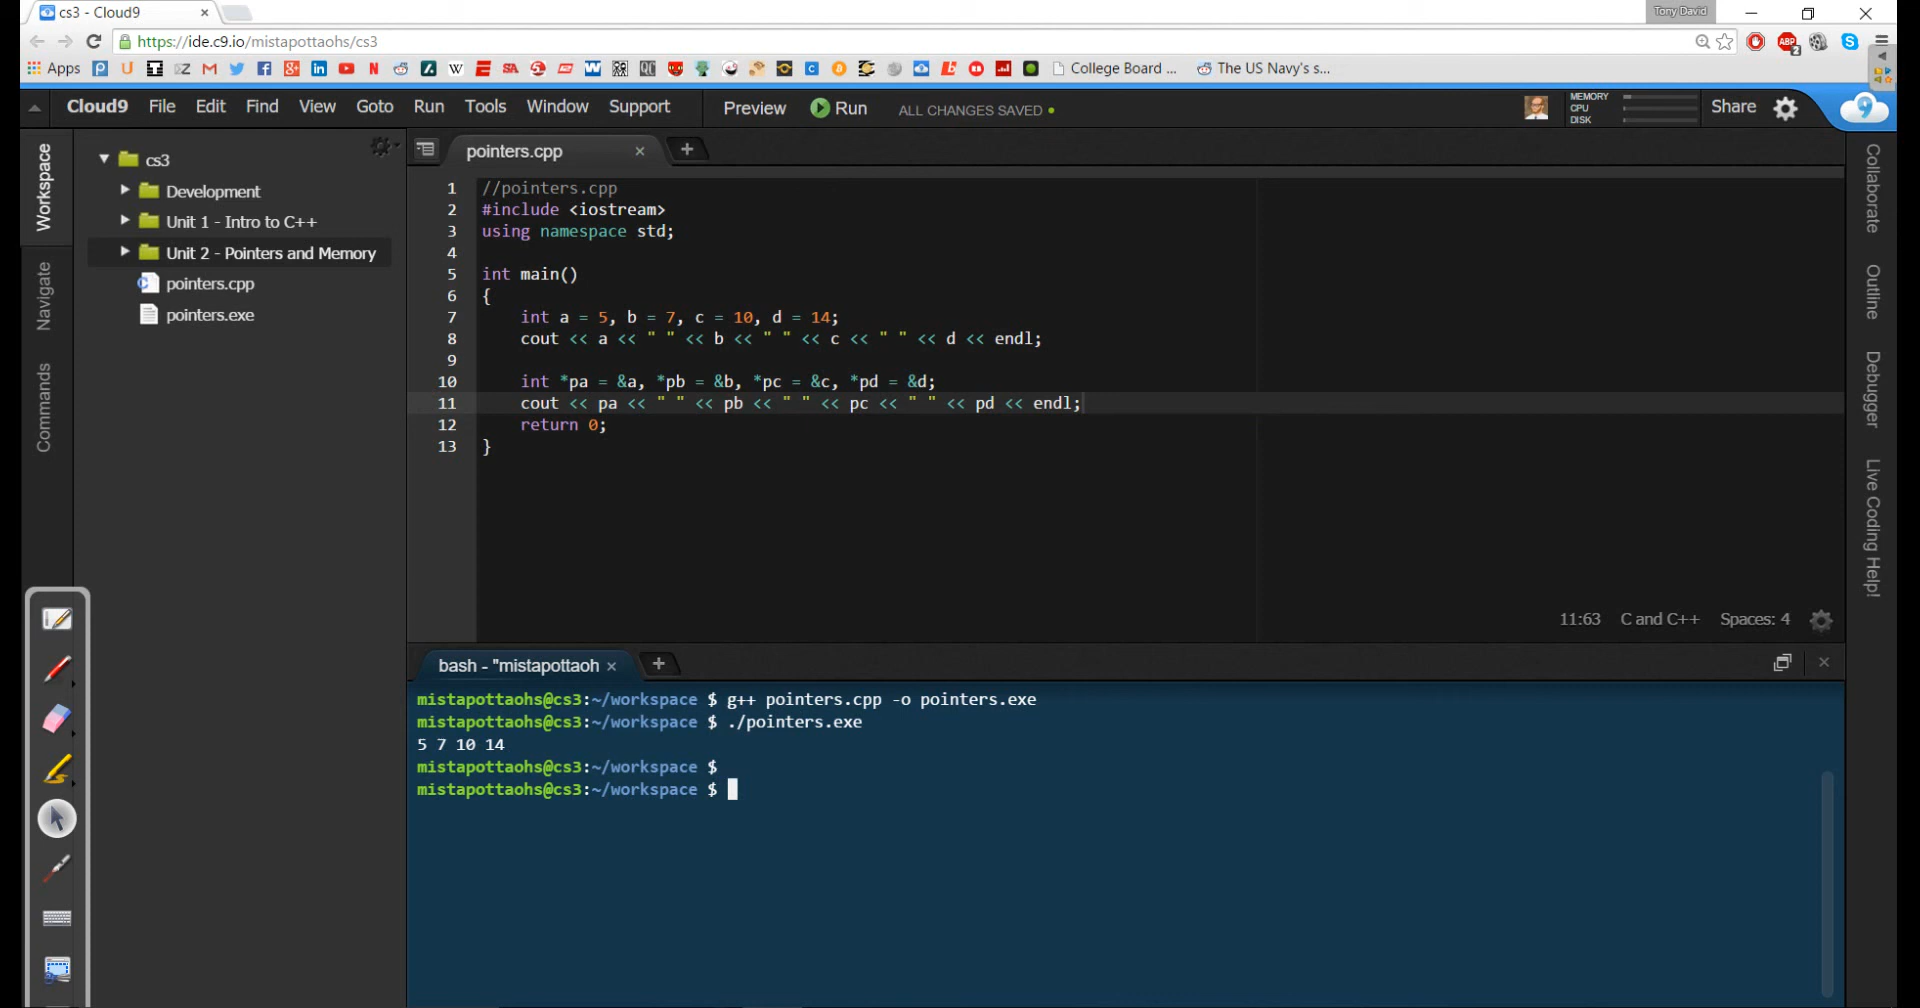 cs3 - Cloud9
Tony David
https://ide.c9.io/mistapottaohs/cs3
Apps
College Board ...
The US Navy's s...
Cloud9 File Edit Find View Goto Run Tools Window Support Preview Run ALL CHANGES SAVED
MEMORY
CPU
DISK
Share
Workspace
Navigate
Commands
cs3
Development
Unit 1 - Intro to C++
Unit 2 - Pointers and Memory
pointers.cpp
pointers.exe
pointers.cpp
1 //pointers.cpp
2 #include <iostream>
3 using namespace std;
4
5 int main()
6 {
7 int a = 5, b = 7, c = 10, d = 14;
8 cout << a << " " << b << " " << c << " " << d << endl;
9
10 int *pa = &a, *pb = &b, *pc = &c, *pd = &d;
11 cout << pa << " " << pb << " " << pc << " " << pd << endl;
12 return 0;
13 }
11:63 C and C++ Spaces: 4
Collaborate
Outline
Debugger
Live Coding Help!
bash - "mistapottaoh
mistapottaohs@cs3:~/workspace $ g++ pointers.cpp -o pointers.exe
mistapottaohs@cs3:~/workspace $ ./pointers.exe
5 7 10 14
mistapottaohs@cs3:~/workspace $
mistapottaohs@cs3:~/workspace $